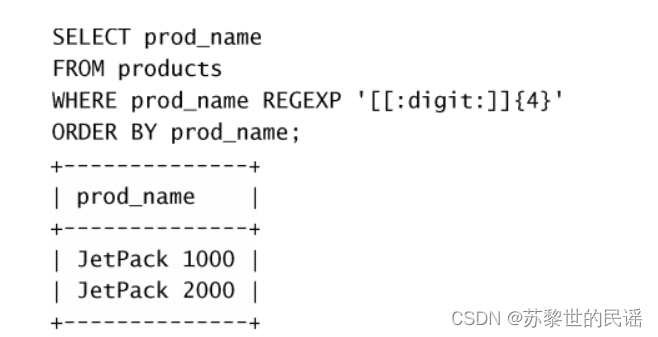 SELECT prod_name
FROM products
WHERE prod_name REGEXP '[[:digit:]]{4}'
ORDER BY prod_name;
+--------------+
| prod_name    |
+--------------+
| JetPack 1000 |
| JetPack 2000 |
+--------------+
CSDN @苏黎世的民谣